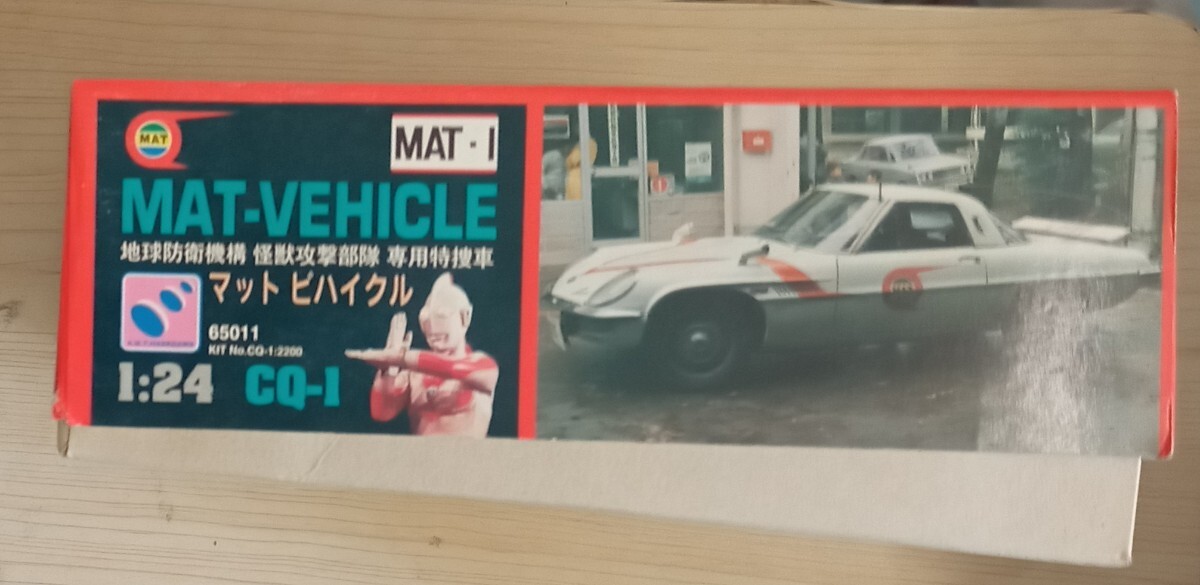 MAT
MAT-1
MAT-VEHICLE
地球防衛機構 怪獣攻撃部隊 専用特捜車
マット ビハイクル
65011
KIT No.CQ-1:2200
1:24 CQ-1